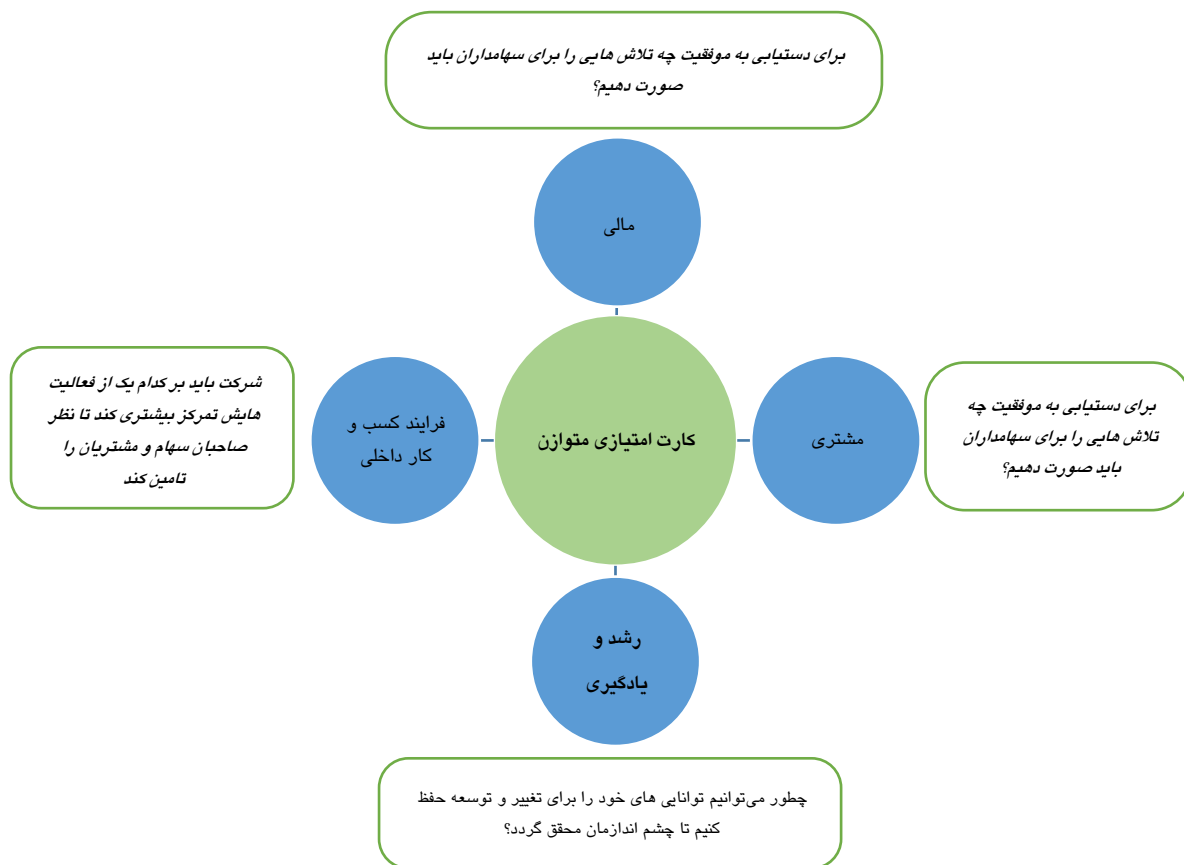 برای دستیابی به موفقیت چه تلاش هایی را برای سهامداران باید
صورت دهیم؟
مالی
برای دستیابی به موفقیت چه
تلاش هایی را برای سهامداران
باید صورت دهیم؟
مشتری
کارت امتیازی متوازن
فرایند کسب و
کار داخلی
شرکت باید بر کدام یک از فعالیت
هایش تمرکز بیشتری کند تا نظر
صاحبان سهام و مشتریان را
تامین کند
رشد و
یادگیری
چطور می‌توانیم توانایی های خود را برای تغییر و توسعه حفظ
کنیم تا چشم اندازمان محقق گردد؟